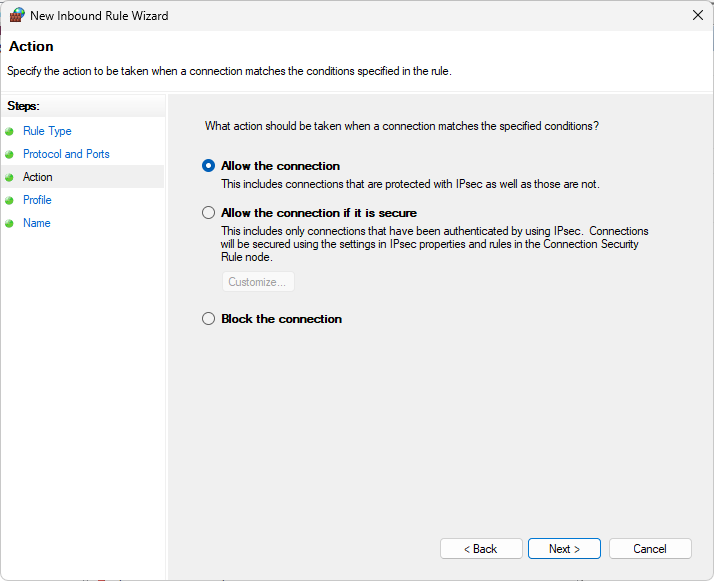 New Inbound Rule Wizard
Action
Specify the action to be taken when a connection matches the conditions specified in the rule.
Steps:
Rule Type
Protocol and Ports
Action
Profile
Name
What action should be taken when a connection matches the specified conditions?
Allow the connection
This includes connections that are protected with IPsec as well as those are not.
Allow the connection if it is secure
This includes only connections that have been authenticated by using IPsec. Connections
will be secured using the settings in IPsec properties and rules in the Connection Security
Rule node.
Customize...
Block the connection
< Back
Next >
Cancel